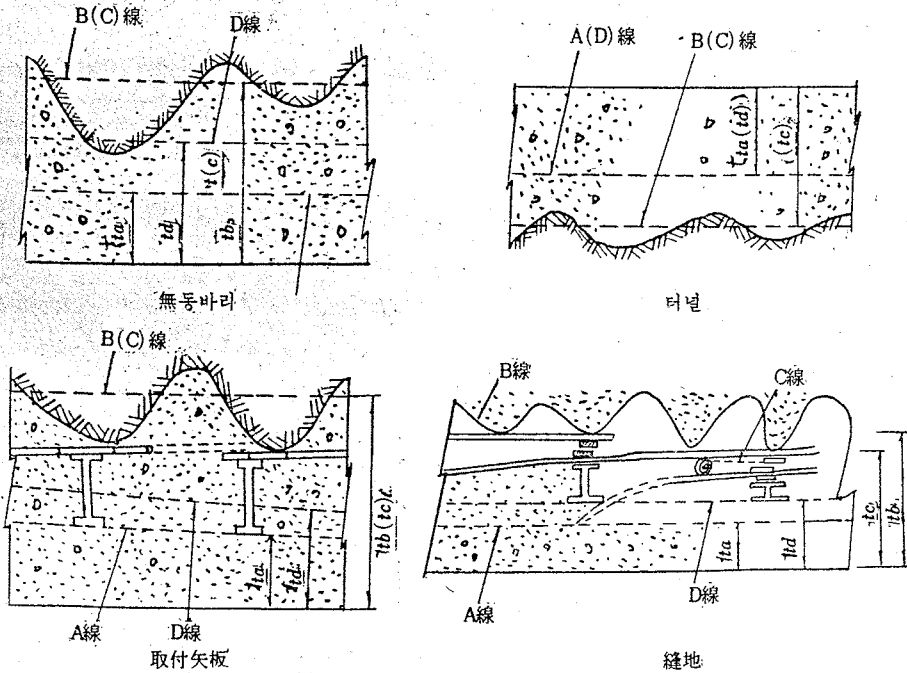 B(C)線
D線
ta
td
(c)
tb
無동바리
A(D)線
B(C)線
ta(td)
(tc)
터널
B(C)線
ta
td
tb(tc)
A線
D線
取付矢板
B線
C線
ta
td
tc
tb
A線
D線
縫地